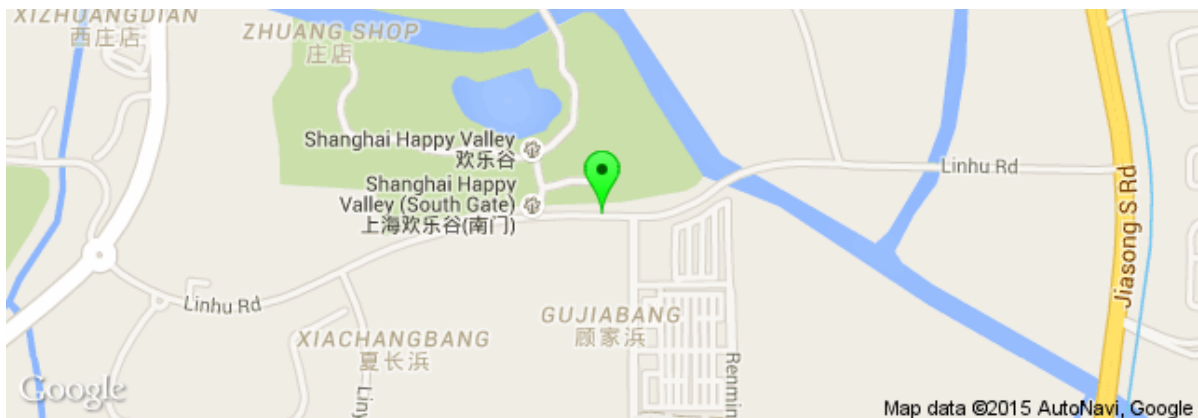 XIZHUANGDIAN
西庄店
ZHUANG SHOP
庄店
Shanghai Happy Valley
欢乐谷
Shanghai Happy
Valley (South Gate)
上海欢乐谷(南门)
Linhu Rd
Jiasong S Rd
Linhu Rd
GUJIABANG
顾家浜
XIACHANGBANG
夏长浜
Liny
Renmin
Google
Map data ©2015 AutoNavi, Google